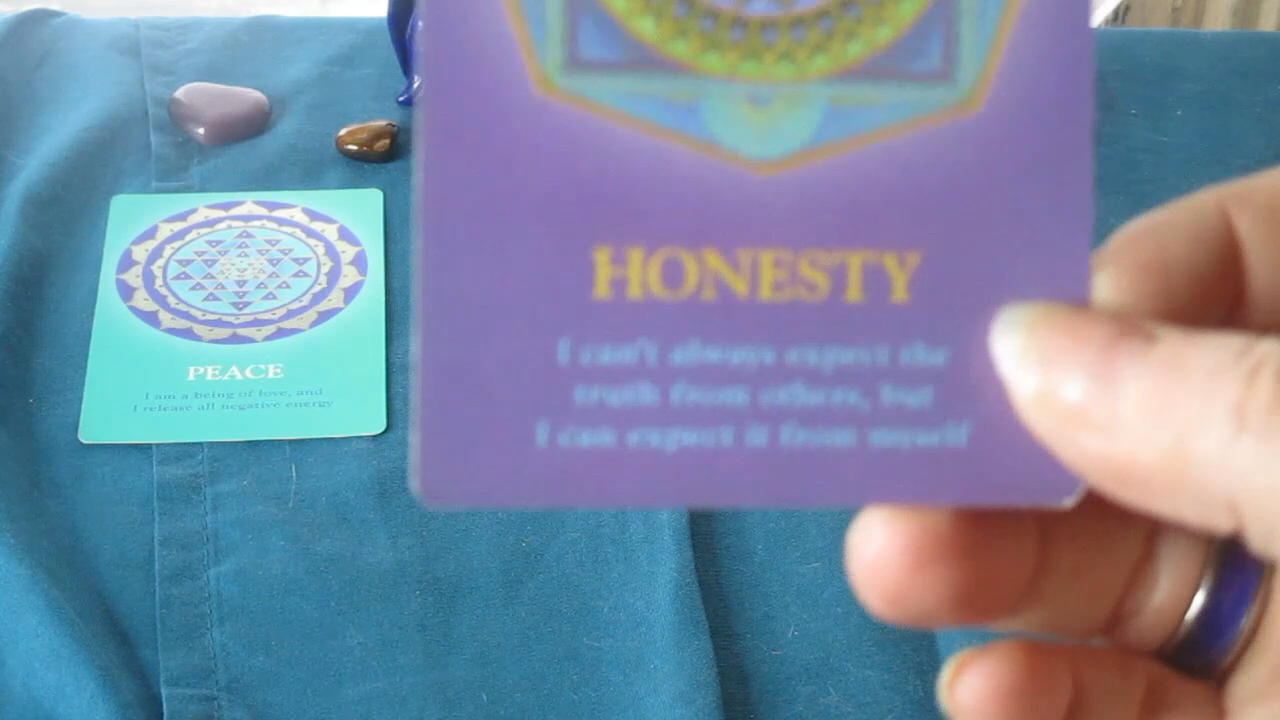 PEACE
I am a being of love, and
I release all negative energy
HONESTY
I can't always expect the
truth from others, but
I can expect it from myself